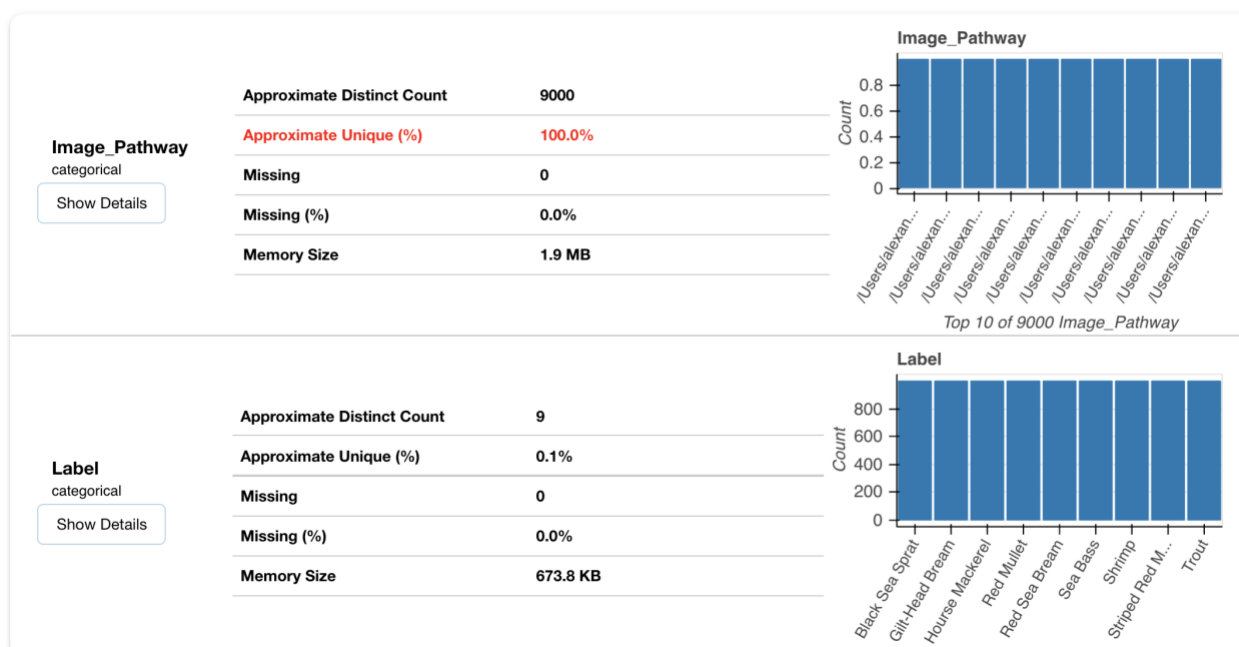 Image_Pathway
categorical
Show Details
Approximate Distinct Count 9000
Approximate Unique (%) 100.0%
Missing 0
Missing (%) 0.0%
Memory Size 1.9 MB
Image_Pathway
Count
0.8
0.6
0.4
0.2
0
/Users/alexan...
/Users/alexan...
/Users/alexan...
/Users/alexan...
/Users/alexan...
/Users/alexan...
/Users/alexan...
/Users/alexan...
/Users/alexan...
/Users/alexan...
Top 10 of 9000 Image_Pathway
Label
categorical
Show Details
Approximate Distinct Count 9
Approximate Unique (%) 0.1%
Missing 0
Missing (%) 0.0%
Memory Size 673.8 KB
Label
Count
800
600
400
200
0
Black Sea Sprat
Gilt-Head Bream
Hourse Mackerel
Red Mullet
Red Sea Bream
Sea Bass
Shrimp
Striped Red M...
Trout